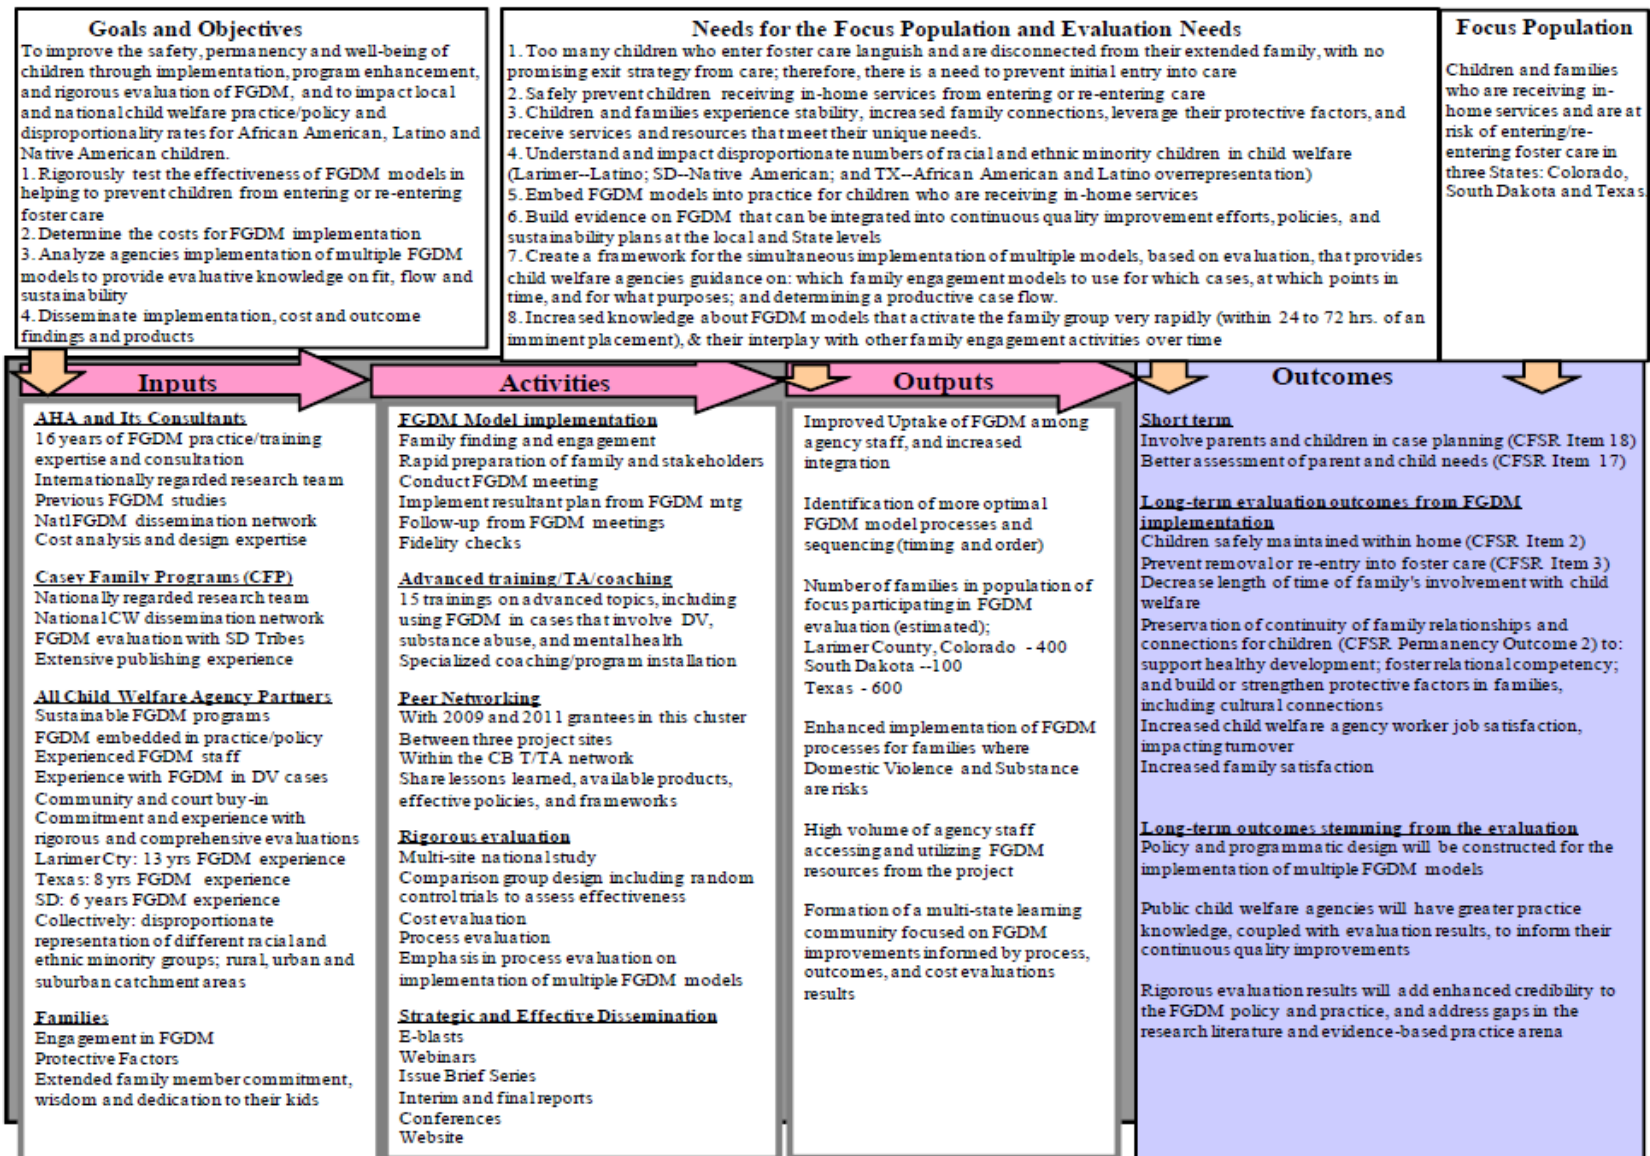 Goals and Objectives
To improve the safety, permanency and well-being of
children through implementation, program enhancement,
and rigorous evaluation of FGDM, and to impact local
and national child welfare practice/policy and
disproportionality rates for African American, Latino and
Native American children.
1. Rigorously test the effectiveness of FGDM models in
helping to prevent children from entering or re-entering
foster care
2. Determine the costs for FGDM implementation
3. Analyze agencies implementation of multiple FGDM
models to provide evaluative knowledge on fit, flow and
sustainability
4. Disseminate implementation, cost and outcome
findings and products
Needs for the Focus Population and Evaluation Needs
1. Too many children who enter foster care languish and are disconnected from their extended family, with no
promising exit strategy from care; therefore, there is a need to prevent initial entry into care
2. Safely prevent children receiving in-home services from entering or re-entering care
3. Children and families experience stability, increased family connections, leverage their protective factors, and
receive services and resources that meet their unique needs.
4. Understand and impact disproportionate numbers of racial and ethnic minority children in child welfare
(Larimer--Latino; SD--Native American; and TX--African American and Latino overrepresentation)
5. Embed FGDM models into practice for children who are receiving in-home services
6. Build evidence on FGDM that can be integrated into continuous quality improvement efforts, policies, and
sustainability plans at the local and State levels
7. Create a framework for the simultaneous implementation of multiple models, based on evaluation, that provides
child welfare agencies guidance on: which family engagement models to use for which cases, at which points in
time, and for what purposes; and determining a productive case flow.
8. Increased knowledge about FGDM models that activate the family group very rapidly (within 24 to 72 hrs. of an
imminent placement), & their interplay with other family engagement activities over time
Focus Population
Children and families
who are receiving in-
home services and are at
risk of entering/re-
entering foster care in
three States: Colorado,
South Dakota and Texas.
Inputs
AHA and Its Consultants
16 years of FGDM practice/training
expertise and consultation
Internationally regarded research team
Previous FGDM studies
Natl FGDM dissemination network
Cost analysis and design expertise
Casey Family Programs (CFP)
Nationally regarded research team
National CW dissemination network
FGDM evaluation with SD Tribes
Extensive publishing experience
All Child Welfare Agency Partners
Sustainable FGDM programs
FGDM embedded in practice/policy
Experienced FGDM staff
Experience with FGDM in DV cases
Community and court buy-in
Commitment and experience with
rigorous and comprehensive evaluations
Larimer Cty: 13 yrs FGDM experience
Texas: 8 yrs FGDM experience
SD: 6 years FGDM experience
Collectively: disproportionate
representation of different racial and
ethnic minority groups; rural, urban and
suburban catchment areas
Families
Engagement in FGDM
Protective Factors
Extended family member commitment,
wisdom and dedication to their kids
Activities
FGDM Model implementation
Family finding and engagement
Rapid preparation of family and stakeholders
Conduct FGDM meeting
Implement resultant plan from FGDM mtg
Follow-up from FGDM meetings
Fidelity checks
Advanced training/TA/coaching
15 trainings on advanced topics, including
using FGDM in cases that involve DV,
substance abuse, and mental health
Specialized coaching/program installation
Peer Networking
With 2009 and 2011 grantees in this cluster
Between three project sites
Within the CB T/TA network
Share lessons learned, available products,
effective policies, and frameworks
Rigorous evaluation
Multi-site national study
Comparison group design including random
control trials to assess effectiveness
Cost evaluation
Process evaluation
Emphasis in process evaluation on
implementation of multiple FGDM models
Strategic and Effective Dissemination
E-blasts
Webinars
Issue Brief Series
Interim and final reports
Conferences
Website
Outputs
Improved Uptake of FGDM among
agency staff, and increased
integration
Identification of more optimal
FGDM model processes and
sequencing (timing and order)
Number of families in population of
focus participating in FGDM
evaluation (estimated);
Larimer County, Colorado - 400
South Dakota --100
Texas - 600
Enhanced implementation of FGDM
processes for families where
Domestic Violence and Substance
are risks
High volume of agency staff
accessing and utilizing FGDM
resources from the project
Formation of a multi-state learning
community focused on FGDM
improvements informed by process,
outcomes, and cost evaluations
results
Outcomes
Short term
Involve parents and children in case planning (CFSR Item 18)
Better assessment of parent and child needs (CFSR Item 17)
Long-term evaluation outcomes from FGDM
implementation
Children safely maintained within home (CFSR Item 2)
Prevent removal or re-entry into foster care (CFSR Item 3)
Decrease length of time of family's involvement with child
welfare
Preservation of continuity of family relationships and
connections for children (CFSR Permanency Outcome 2) to:
support healthy development; foster relational competency;
and build or strengthen protective factors in families,
including cultural connections
Increased child welfare agency worker job satisfaction,
impacting turnover
Increased family satisfaction
Long-term outcomes stemming from the evaluation
Policy and programmatic design will be constructed for the
implementation of multiple FGDM models
Public child welfare agencies will have greater practice
knowledge, coupled with evaluation results, to inform their
continuous quality improvements
Rigorous evaluation results will add enhanced credibility to
the FGDM policy and practice, and address gaps in the
research literature and evidence-based practice arena